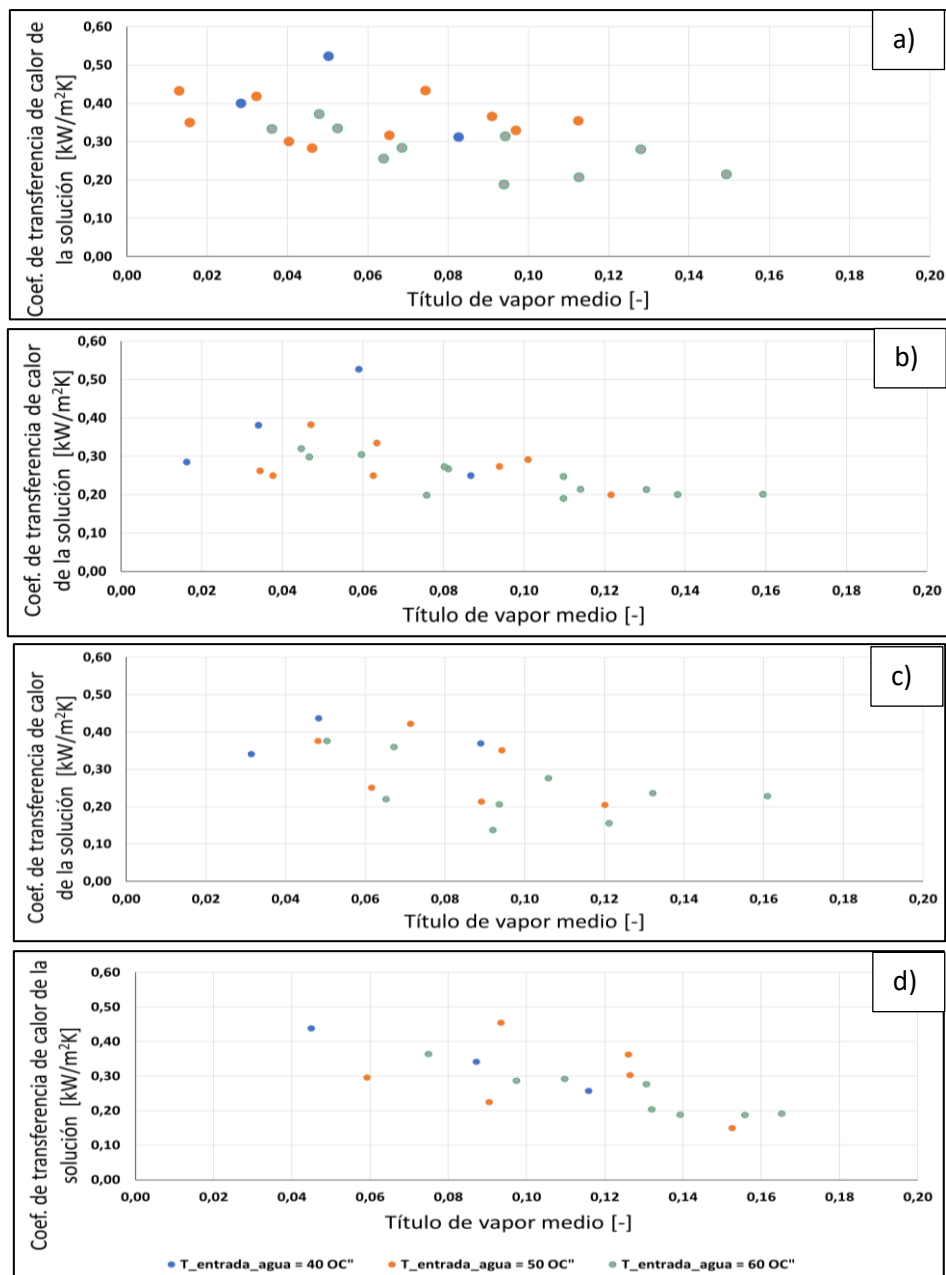 a)
Coef. de transferencia de calor de
la solución [kW/m²K]
0,60
0,50
0,40
0,30
0,20
0,10
0,00
0,00 0,02 0,04 0,06 0,08 0,10 0,12 0,14 0,16 0,18 0,20
Título de vapor medio [-]
b)
Coef. de transferencia de calor
de la solución [kW/m²K]
0,60
0,50
0,40
0,30
0,20
0,10
0,00
0,00 0,02 0,04 0,06 0,08 0,10 0,12 0,14 0,16 0,18 0,20
Título de vapor medio [-]
c)
Coef. de transferencia de calor
de la solución [kW/m²K]
0,60
0,50
0,40
0,30
0,20
0,10
0,00
0,00 0,02 0,04 0,06 0,08 0,10 0,12 0,14 0,16 0,18 0,20
Título de vapor medio [-]
d)
Coef. de transferencia de calor de la
solución [kW/m²K]
0,60
0,50
0,40
0,30
0,20
0,10
0,00
0,00 0,02 0,04 0,06 0,08 0,10 0,12 0,14 0,16 0,18 0,20
Título de vapor medio [-]
T_entrada_agua = 40 OC" T_entrada_agua = 50 OC" T_entrada_agua = 60 OC"